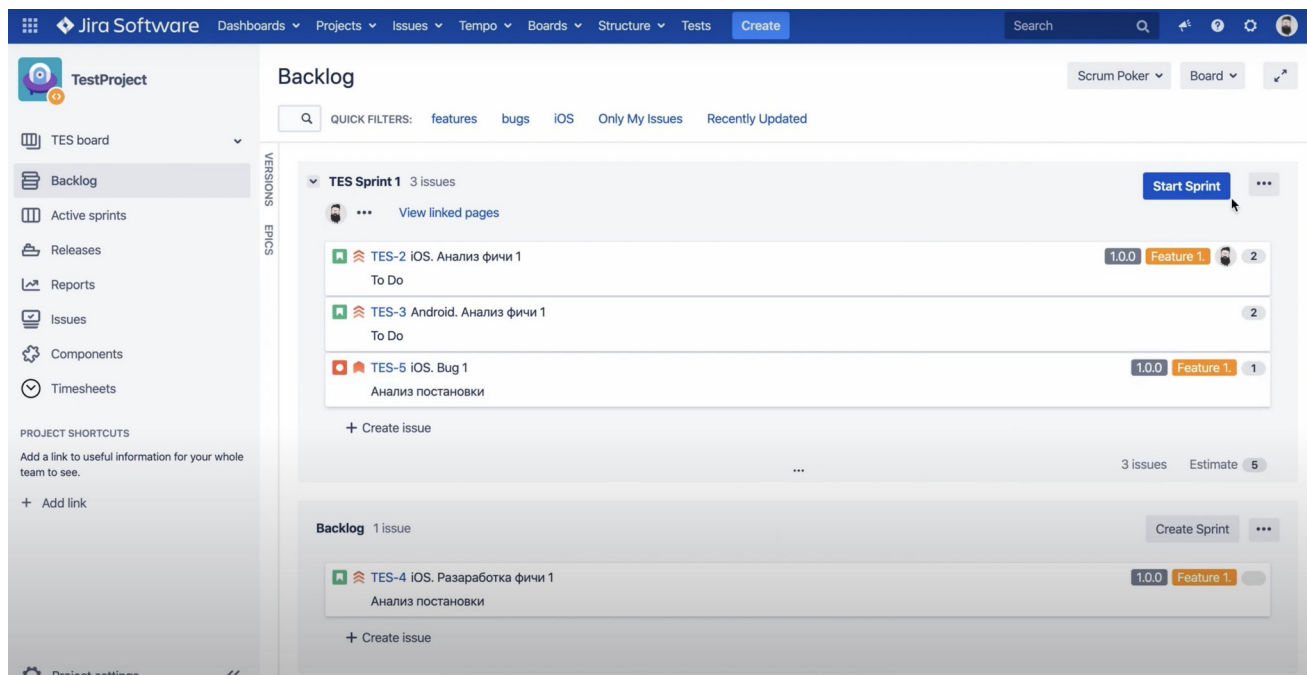 Jira Software Dashboards Projects Issues Tempo Boards Structure Tests Create Search
TestProject
TES board
Backlog
Active sprints
Releases
Reports
Issues
Components
Timesheets
PROJECT SHORTCUTS
Add a link to useful information for your whole
team to see.
+ Add link
Project settings
Backlog
Scrum Poker Board
QUICK FILTERS: features bugs iOS Only My Issues Recently Updated
VERSIONS
EPICS
TES Sprint 1 3 issues Start Sprint ...
... View linked pages
TES-2 iOS. Анализ фичи 1 1.0.0 Feature 1. 2
To Do
TES-3 Android. Анализ фичи 1 2
To Do
TES-5 iOS. Bug 1 1.0.0 Feature 1. 1
Анализ постановки
+ Create issue
... 3 issues Estimate 5
Backlog 1 issue Create Sprint ...
TES-4 iOS. Разаработка фичи 1 1.0.0 Feature 1.
Анализ постановки
+ Create issue